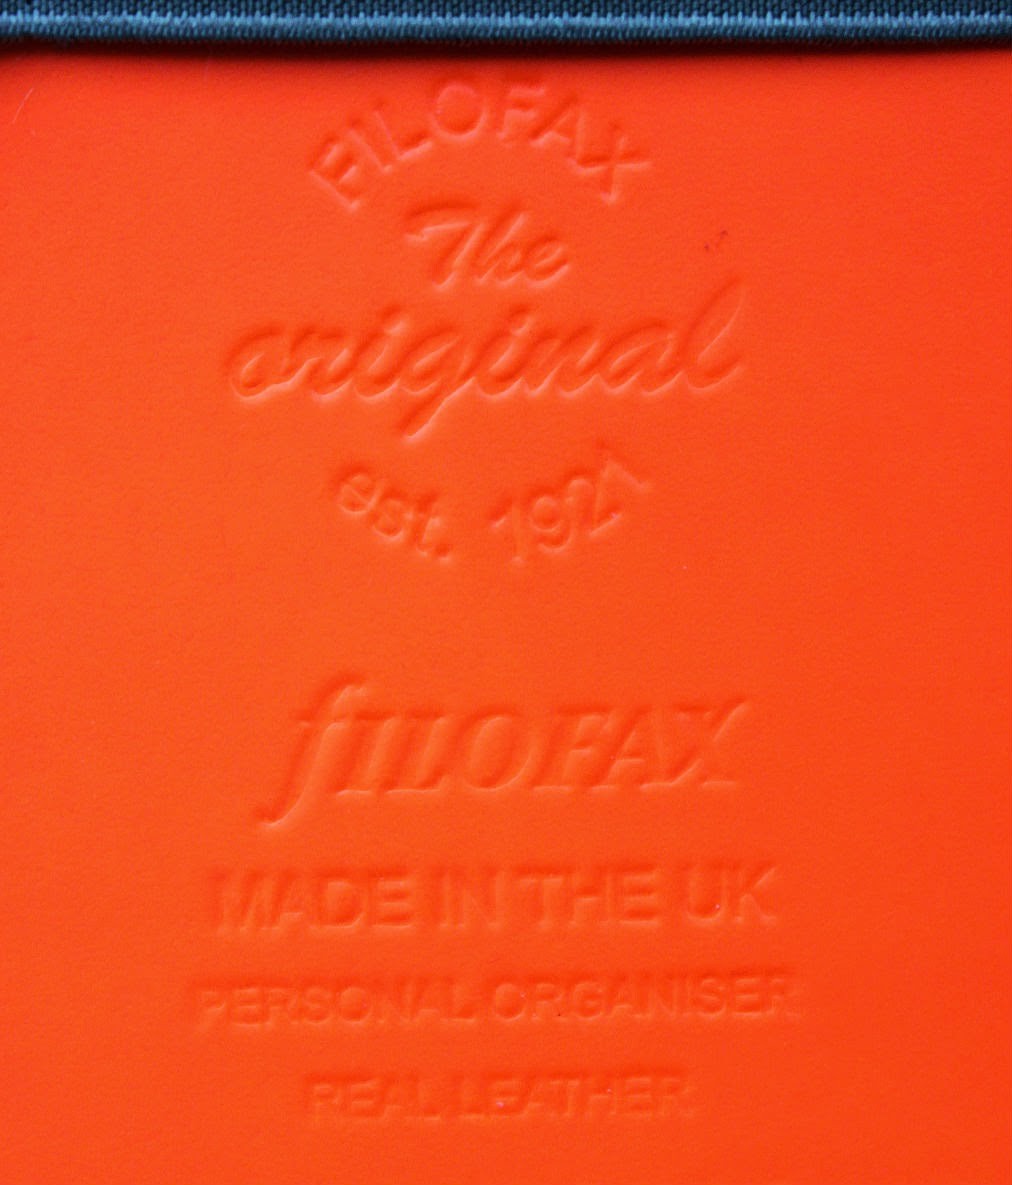 FILOFAX
The
original
est. 1921
fILOFAX
MADE IN THE UK
PERSONAL ORGANISER
REAL LEATHER